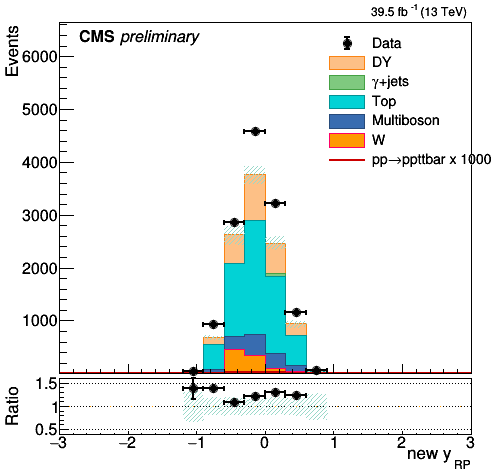 39.5 fb⁻¹ (13 TeV)
CMS preliminary
Events
6000
5000
4000
3000
2000
1000
Data
DY
γ+jets
Top
Multiboson
W
pp→ppttbar x 1000
Ratio
1.5
1
0.5
−3 −2 −1 0 1 2 3
new y_RP